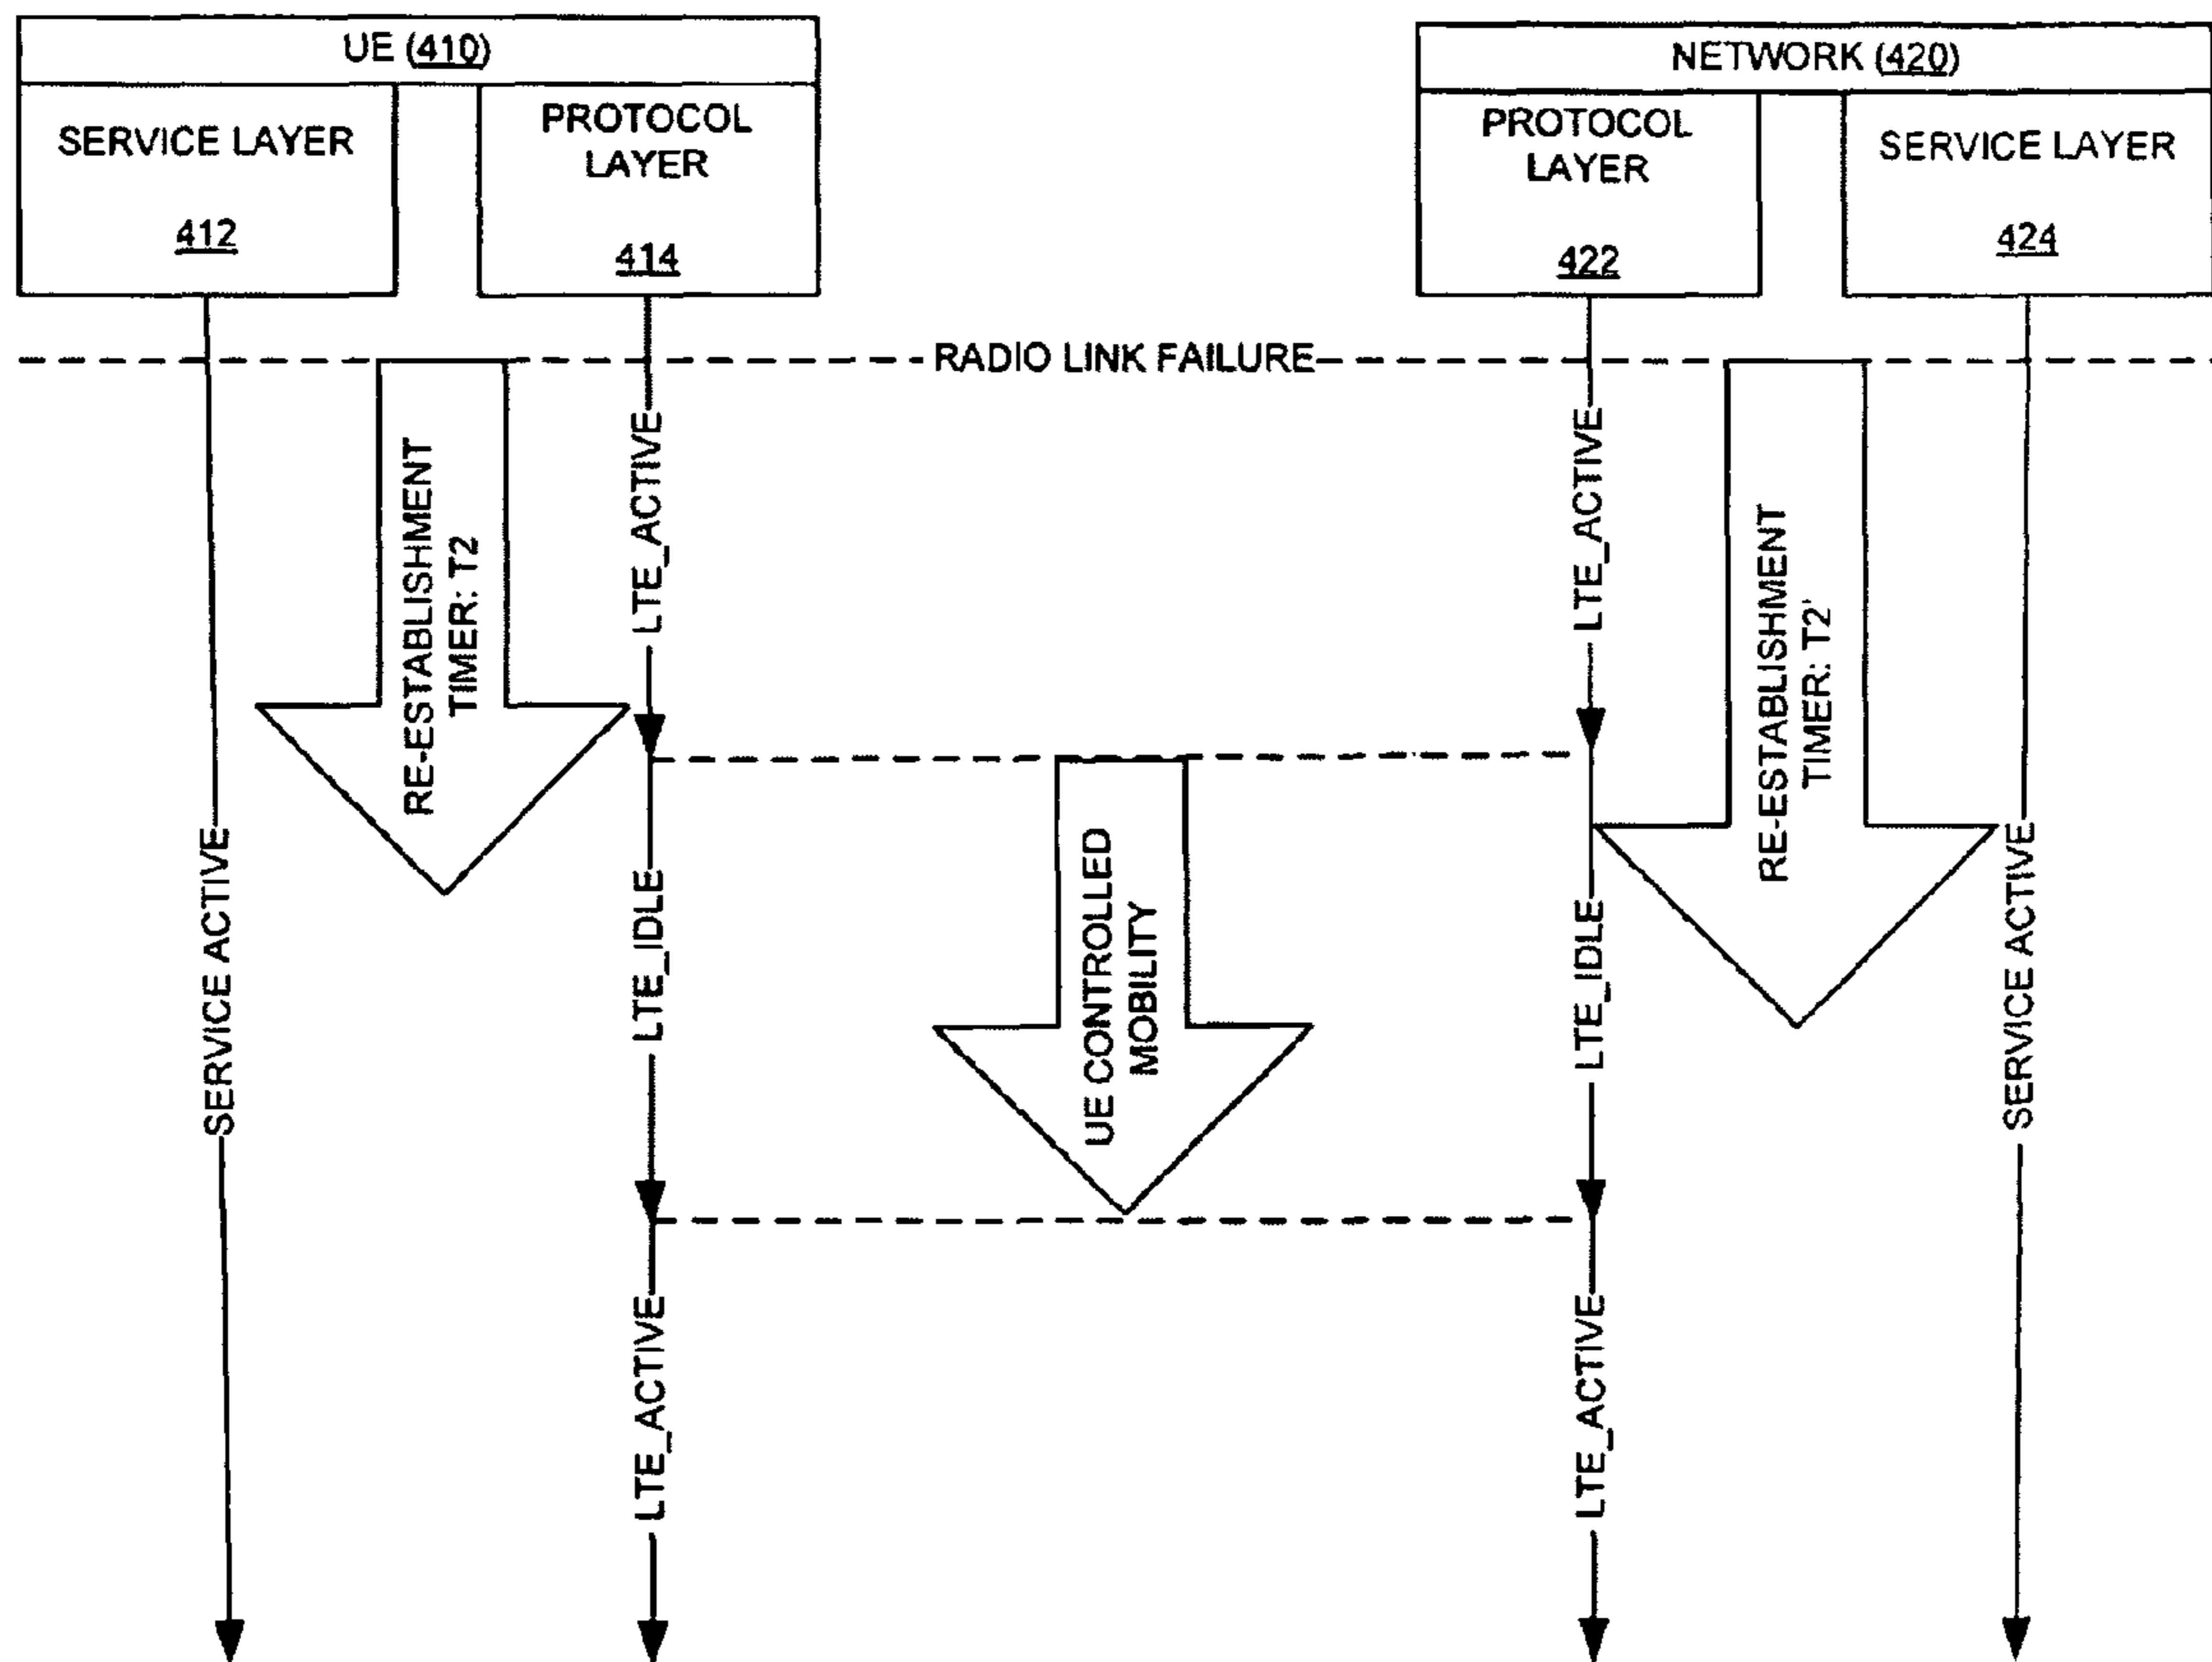 UE (410)
NETWORK (420)
SERVICE LAYER
412
PROTOCOL
LAYER
414
PROTOCOL
LAYER
422
SERVICE LAYER
424
RADIO LINK FAILURE
RE-ESTABLISHMENT
TIMER: T2
LTE_ACTIVE
LTE_ACTIVE
RE-ESTABLISHMENT
TIMER: T2'
SERVICE ACTIVE
LTE_IDLE
UE CONTROLLED
MOBILITY
LTE_IDLE
SERVICE ACTIVE
LTE_ACTIVE
LTE_ACTIVE